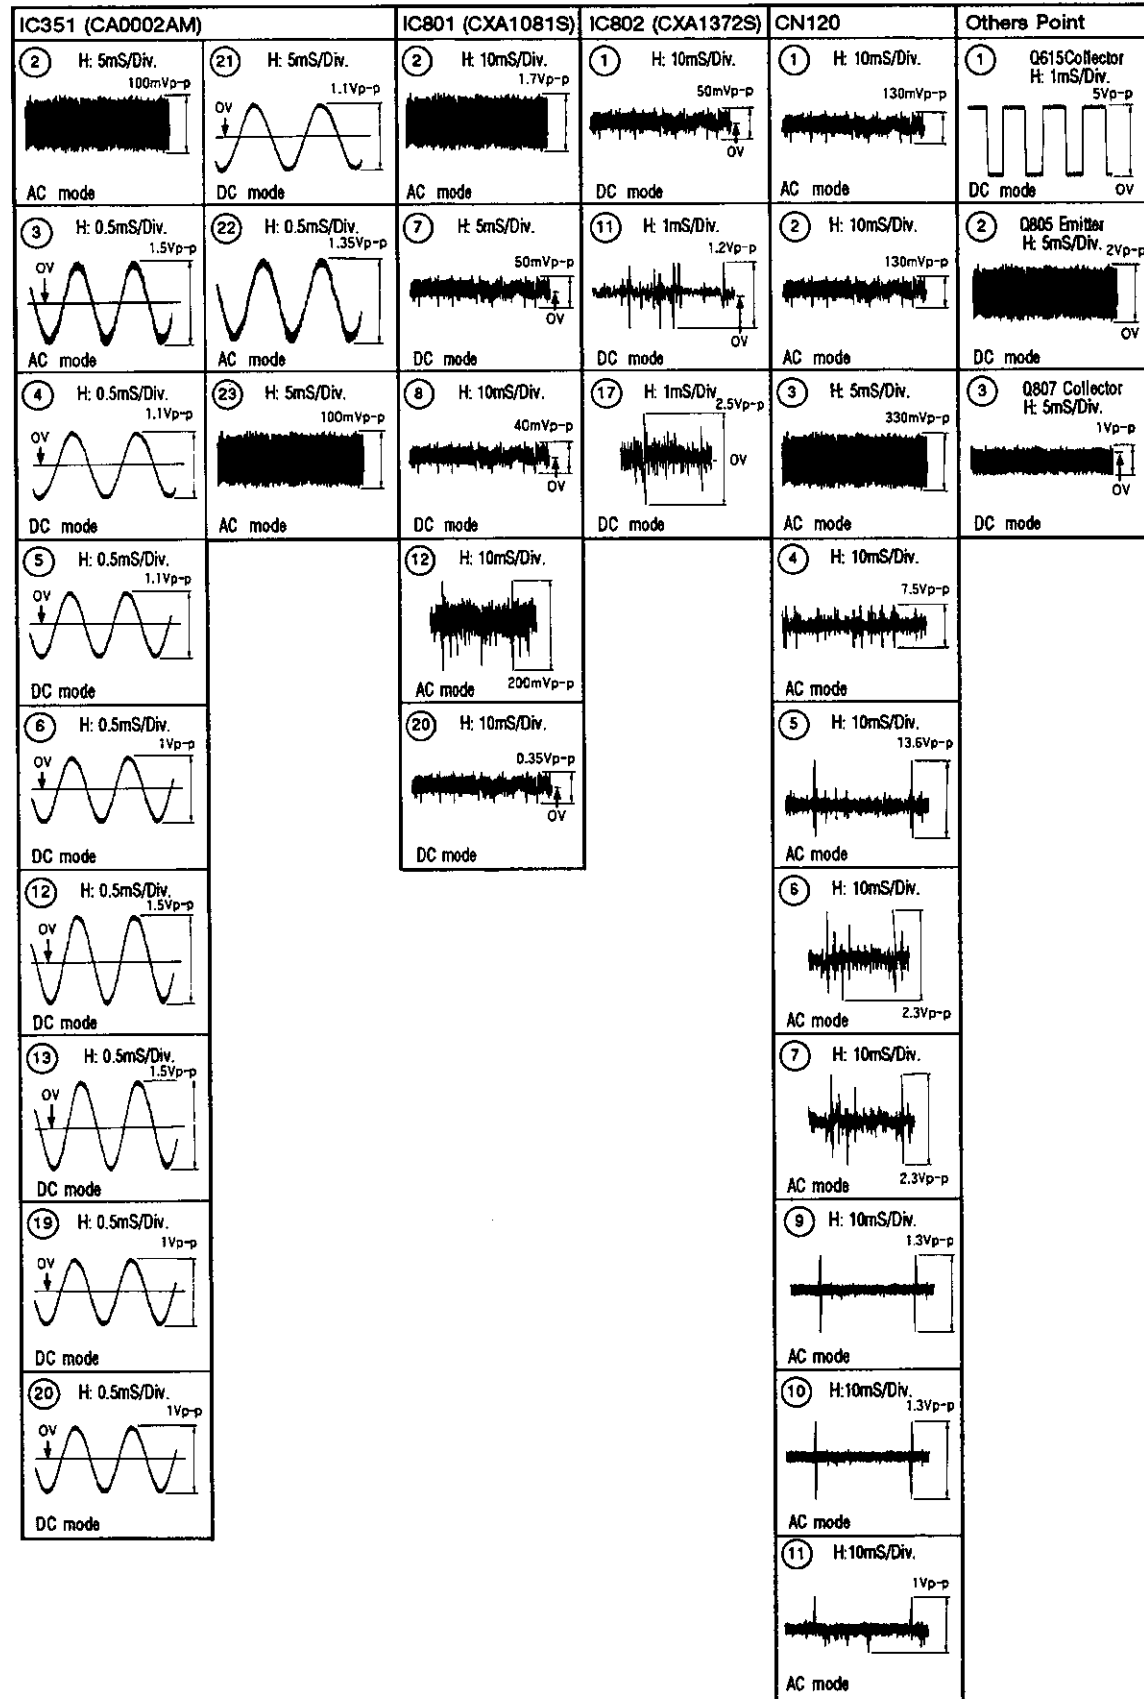 IC351 (CA0002AM)
2 H: 5mS/Div.
100mVp-p
AC mode
3 H: 0.5mS/Div.
1.5Vp-p
0V
AC mode
4 H: 0.5mS/Div.
1.1Vp-p
0V
DC mode
5 H: 0.5mS/Div.
1.1Vp-p
0V
DC mode
6 H: 0.5mS/Div.
1Vp-p
0V
DC mode
12 H: 0.5mS/Div.
1.5Vp-p
0V
DC mode
13 H: 0.5mS/Div.
1.5Vp-p
0V
DC mode
19 H: 0.5mS/Div.
1Vp-p
0V
DC mode
20 H: 0.5mS/Div.
1Vp-p
0V
DC mode
21 H: 5mS/Div.
1.1Vp-p
0V
DC mode
22 H: 0.5mS/Div.
1.35Vp-p
AC mode
23 H: 5mS/Div.
100mVp-p
AC mode
IC801 (CXA1081S)
2 H: 10mS/Div.
1.7Vp-p
AC mode
7 H: 5mS/Div.
50mVp-p
0V
DC mode
8 H: 10mS/Div.
40mVp-p
0V
DC mode
12 H: 10mS/Div.
200mVp-p
AC mode
20 H: 10mS/Div.
0.35Vp-p
0V
DC mode
IC802 (CXA1372S)
1 H: 10mS/Div.
50mVp-p
0V
DC mode
11 H: 1mS/Div.
1.2Vp-p
0V
DC mode
17 H: 1mS/Div.
2.5Vp-p
0V
DC mode
CN120
1 H: 10mS/Div.
130mVp-p
AC mode
2 H: 10mS/Div.
130mVp-p
AC mode
3 H: 5mS/Div.
330mVp-p
AC mode
4 H: 10mS/Div.
7.5Vp-p
AC mode
5 H: 10mS/Div.
13.6Vp-p
AC mode
6 H: 10mS/Div.
2.3Vp-p
AC mode
7 H: 10mS/Div.
2.3Vp-p
AC mode
9 H: 10mS/Div.
1.3Vp-p
AC mode
10 H:10mS/Div.
1.3Vp-p
AC mode
11 H:10mS/Div.
1Vp-p
AC mode
Others Point
1 Q615Collector
H: 1mS/Div.
5Vp-p
0V
DC mode
2 Q805 Emitter
H: 5mS/Div.
2Vp-p
0V
DC mode
3 Q807 Collector
H: 5mS/Div.
1Vp-p
0V
DC mode